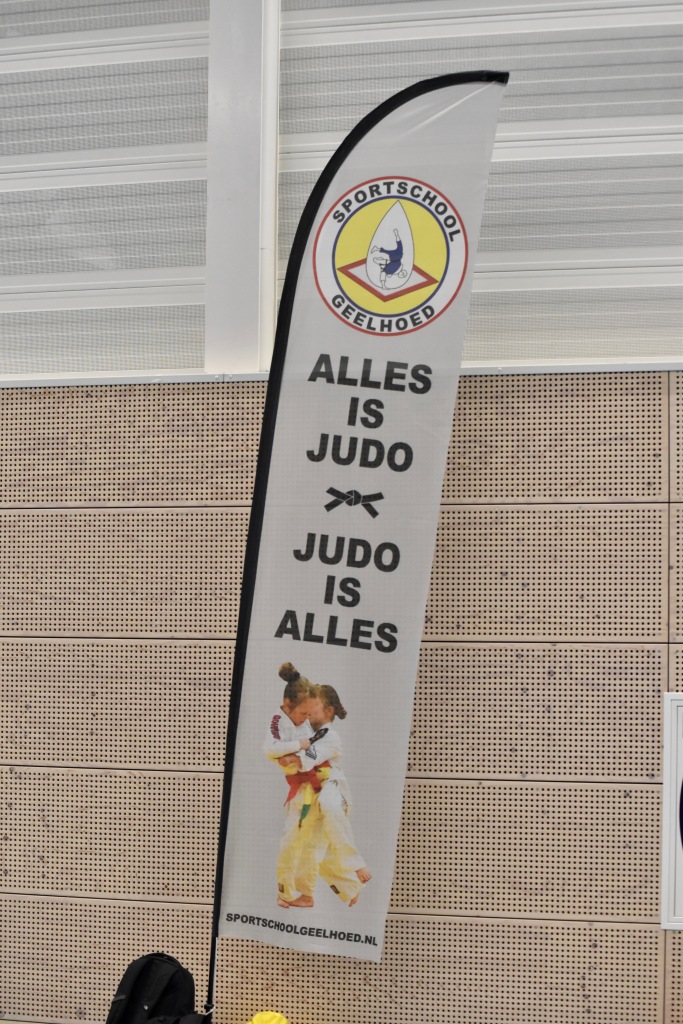 SPORTSCHOOL
GEELHOED
ALLES
IS
JUDO
JUDO
IS
ALLES
SPORTSCHOOLGEELHOED.NL